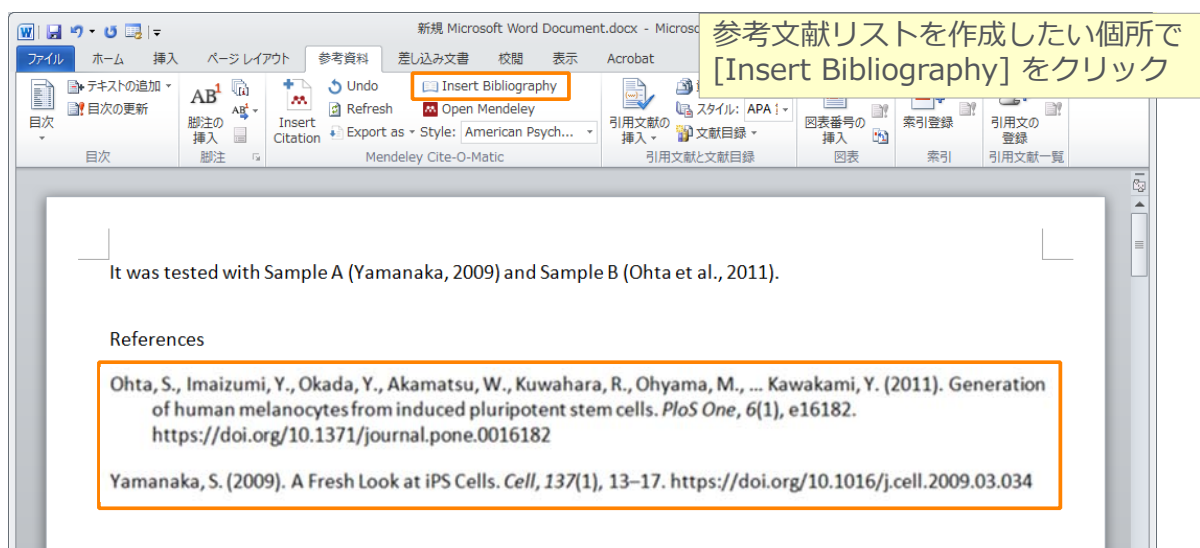 新規 Microsoft Word Document.docx - Microso
参考文献リストを作成したい個所で
[Insert Bibliography] をクリック
ファイル ホーム 挿入 ページ レイアウト 参考資料 差し込み文書 校閲 表示 Acrobat
目次
テキストの追加
目次の更新
目次
AB1
脚注の
挿入
脚注
Insert
Citation
Undo
Refresh
Export as
Insert Bibliography
Open Mendeley
Style: American Psych...
Mendeley Cite-O-Matic
引用文献の
挿入
スタイル: APA
文献目録
引用文献と文献目録
図表番号の
挿入
図表
索引登録
索引
引用文の
登録
引用文献一覧
It was tested with Sample A (Yamanaka, 2009) and Sample B (Ohta et al., 2011).
References
Ohta, S., Imaizumi, Y., Okada, Y., Akamatsu, W., Kuwahara, R., Ohyama, M., ... Kawakami, Y. (2011). Generation
of human melanocytes from induced pluripotent stem cells. PloS One, 6(1), e16182.
https://doi.org/10.1371/journal.pone.0016182
Yamanaka, S. (2009). A Fresh Look at iPS Cells. Cell, 137(1), 13–17. https://doi.org/10.1016/j.cell.2009.03.034